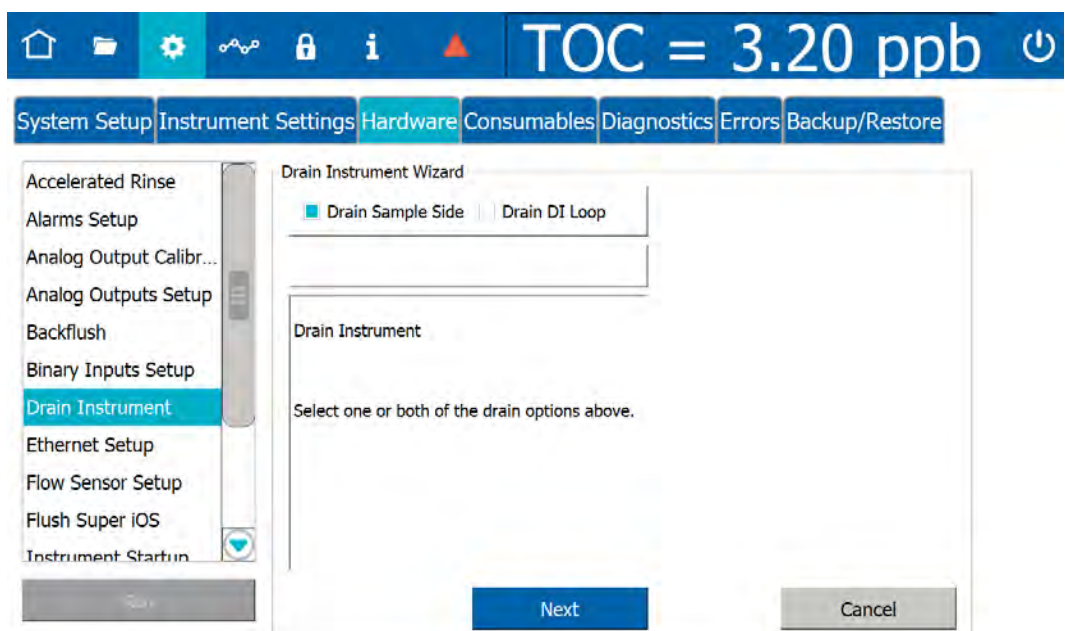 TOC = 3.20 ppb
System Setup Instrument Settings Hardware Consumables Diagnostics Errors Backup/Restore
Accelerated Rinse
Alarms Setup
Analog Output Calibr...
Analog Outputs Setup
Backflush
Binary Inputs Setup
Drain Instrument
Ethernet Setup
Flow Sensor Setup
Flush Super iOS
Instrument Startup
Drain Instrument Wizard
Drain Sample Side Drain DI Loop
Drain Instrument
Select one or both of the drain options above.
Next Cancel